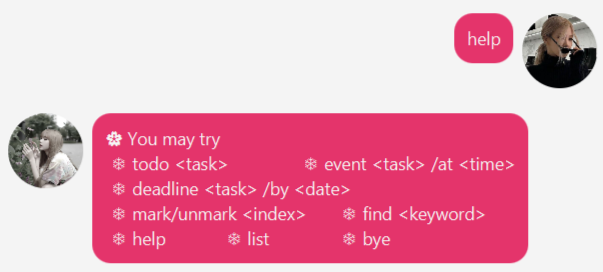 help
✿ You may try
❄ todo <task> ❄ event <task> /at <time>
❄ deadline <task> /by <date>
❄ mark/unmark <index> ❄ find <keyword>
❄ help ❄ list ❄ bye